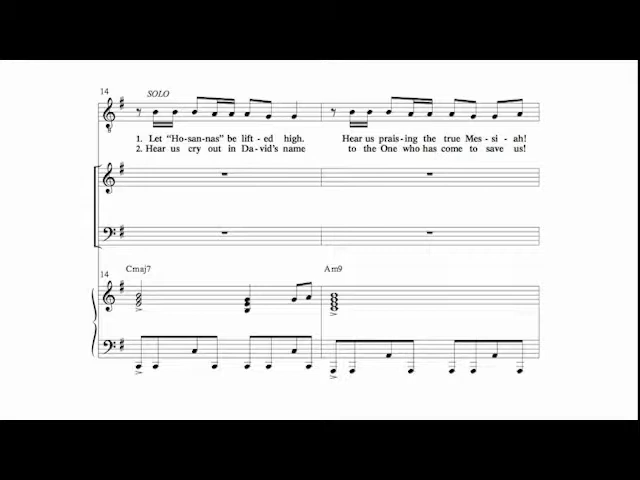 14
SOLO
1. Let “Ho-san-nas” be lift-ed high. Hear us prais-ing the true Mes-si-ah!
2. Hear us cry out in Da-vid’s name to the One who has come to save us!
Cmaj7 Am9
14